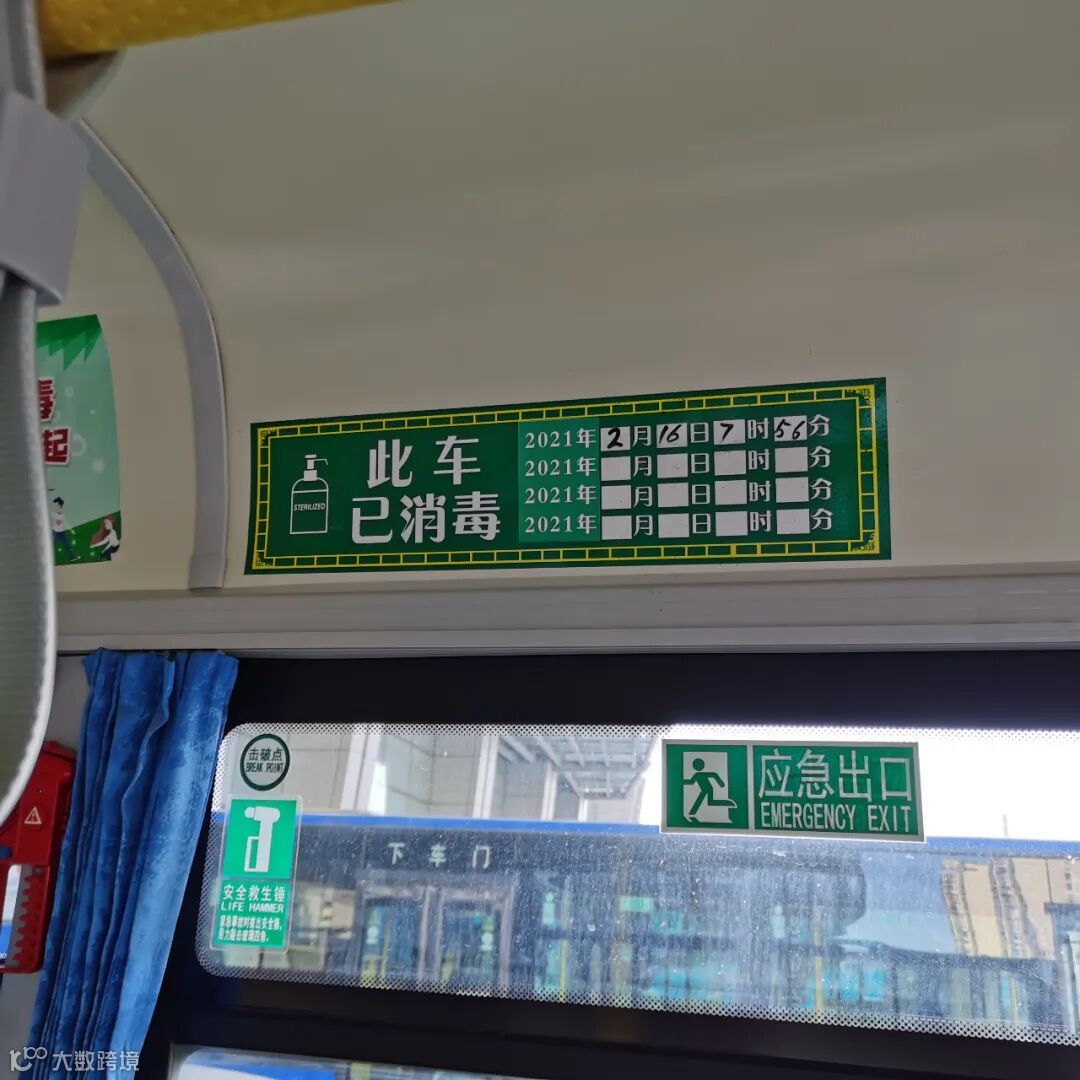 毒
起
此车
已消毒
STERILIZED
2021年2月16日7时56分
2021年 月 日 时 分
2021年 月 日 时 分
2021年 月 日 时 分
击破点
BREAK POINT
安全救生锤
LIFE HAMMER
应急出口
EMERGENCY EXIT
下车门
大数跨境